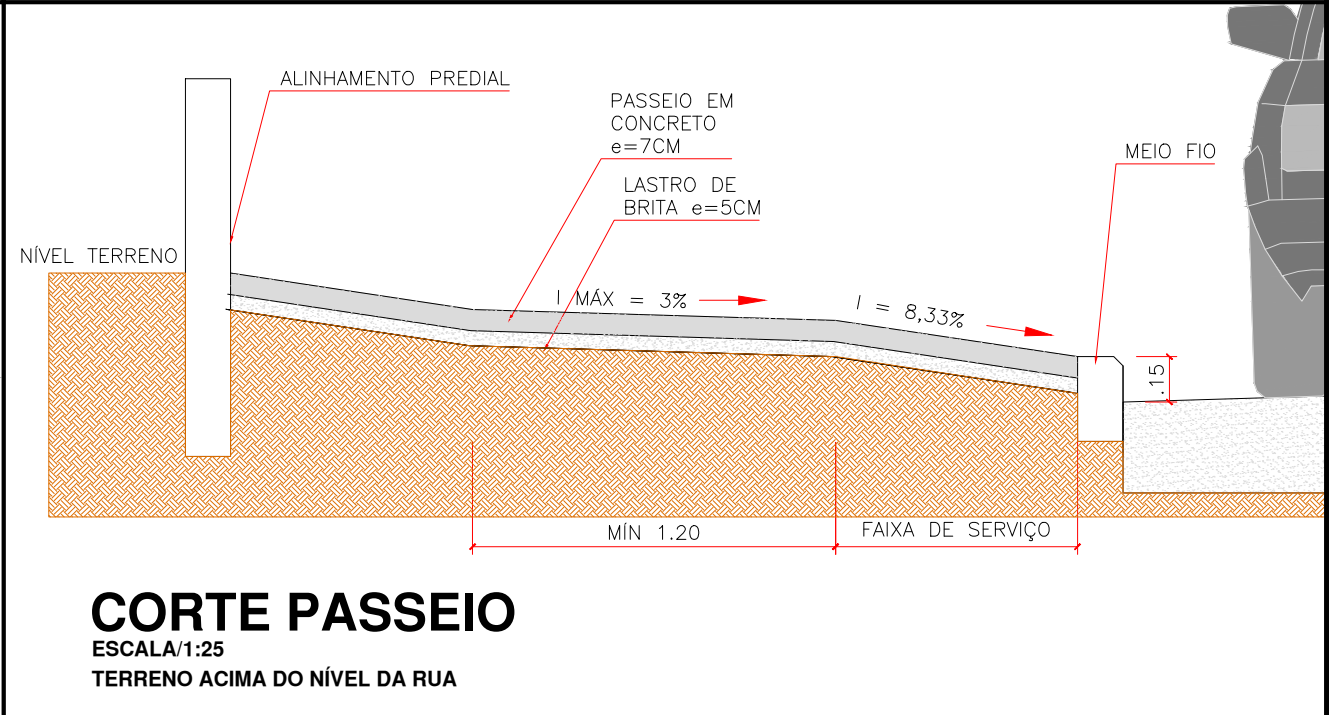 ALINHAMENTO PREDIAL
PASSEIO EM
CONCRETO
e=7CM
MEIO FIO
LASTRO DE
BRITA e=5CM
NÍVEL TERRENO
I MÁX = 3%
I = 8,33%
.15
MÍN 1.20
FAIXA DE SERVIÇO
CORTE PASSEIO
ESCALA/1:25
TERRENO ACIMA DO NÍVEL DA RUA